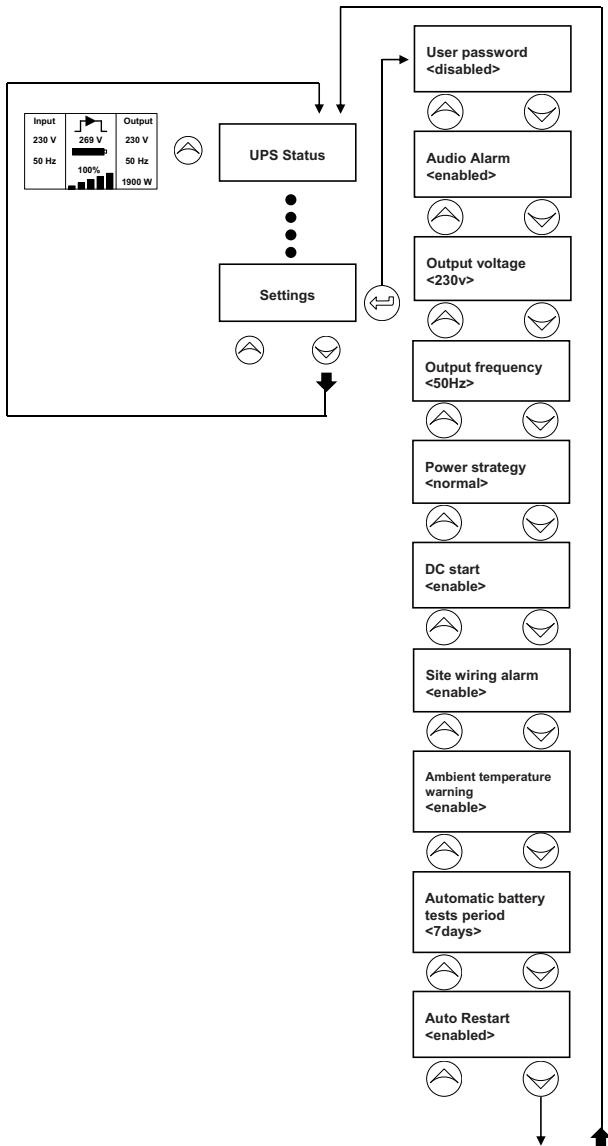 User password
<disabled>
Input
Output
230 V
269 V
230 V
50 Hz
50 Hz
100%
1900 W
UPS Status
Audio Alarm
<enabled>
Settings
Output voltage
<230v>
Output frequency
<50Hz>
Power strategy
<normal>
DC start
<enable>
Site wiring alarm
<enable>
Ambient temperature
warning
<enable>
Automatic battery
tests period
<7days>
Auto Restart
<enabled>